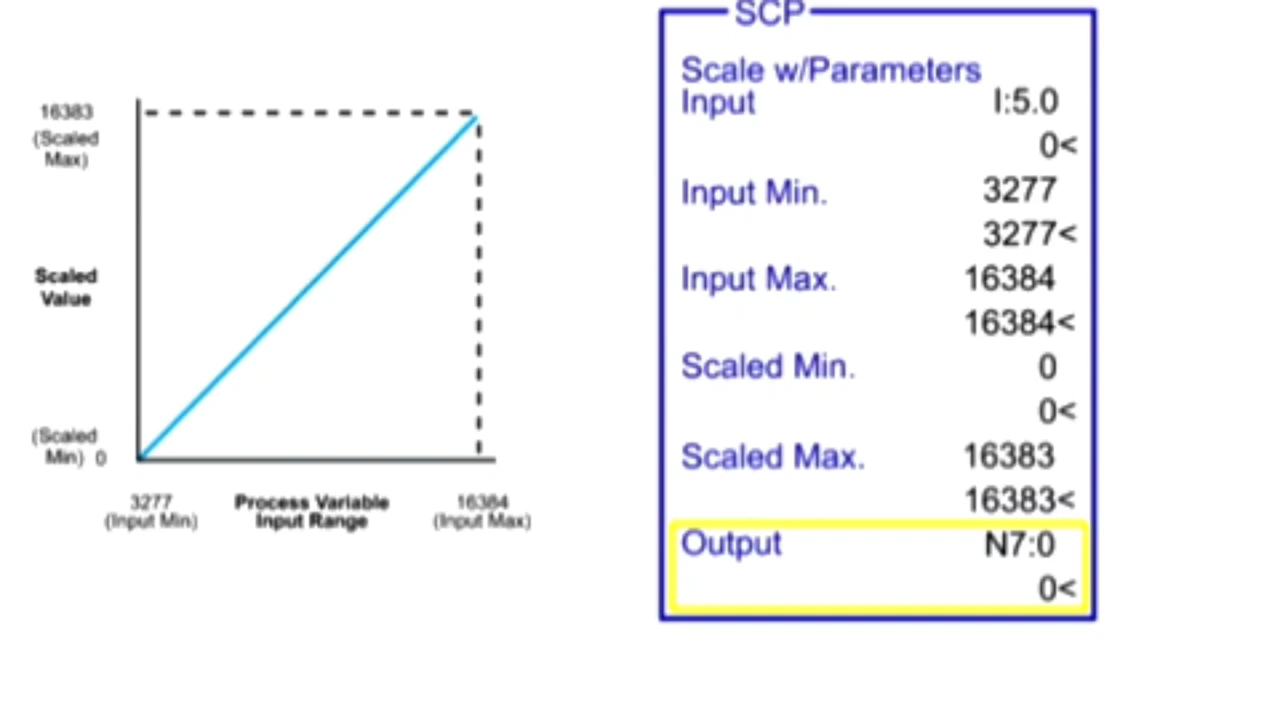 16383
(Scaled
Max)
Scaled
Value
(Scaled
Min) 0
3277
(Input Min)
Process Variable
Input Range
16384
(Input Max)
SCP
Scale w/Parameters
Input I:5.0
0<
Input Min. 3277
3277<
Input Max. 16384
16384<
Scaled Min. 0
0<
Scaled Max. 16383
16383<
Output N7:0
0<